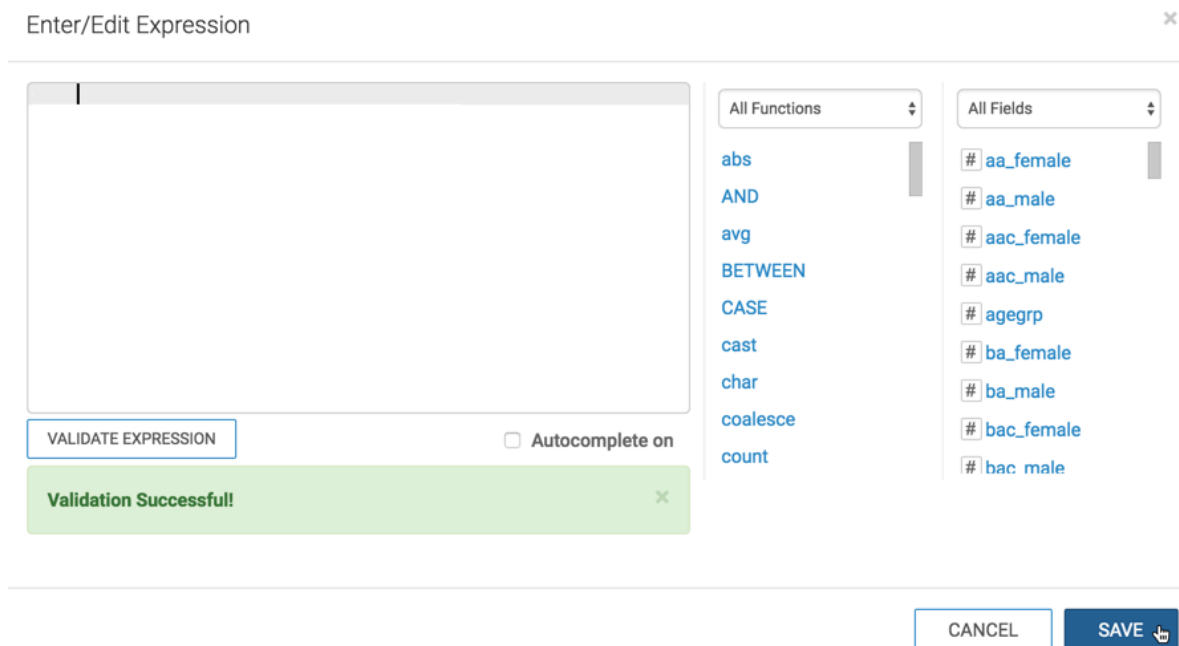 Enter/Edit Expression
×
All Functions
abs
AND
avg
BETWEEN
CASE
cast
char
coalesce
count
All Fields
# aa_female
# aa_male
# aac_female
# aac_male
# agegrp
# ba_female
# ba_male
# bac_female
# bac_male
VALIDATE EXPRESSION
Autocomplete on
Validation Successful!
×
CANCEL
SAVE